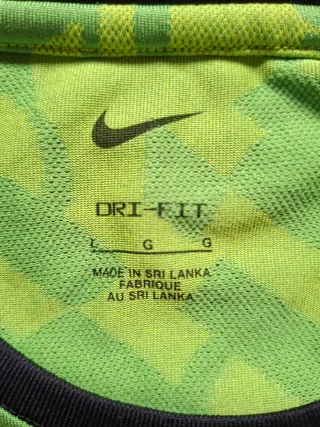 DRI-FIT
L G G
MADE IN SRI LANKA
FABRIQUE
AU SRI LANKA